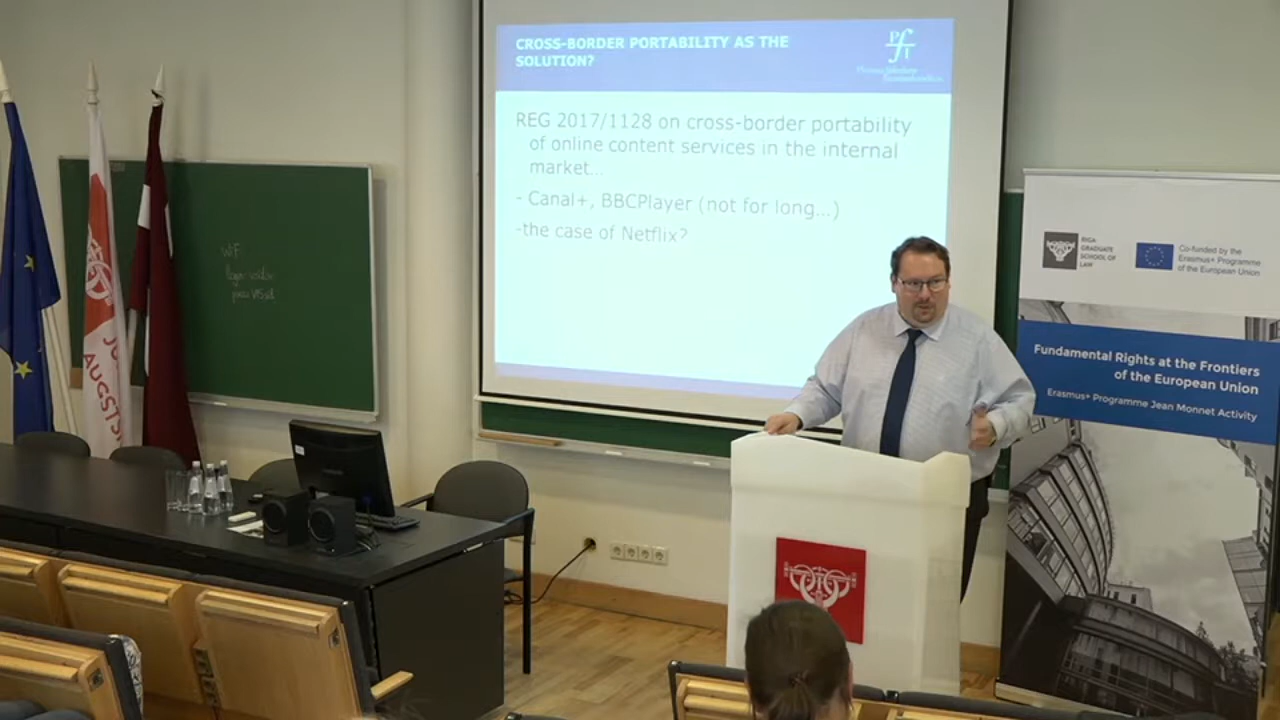 CROSS-BORDER PORTABILITY AS THE
SOLUTION?
REG 2017/1128 on cross-border portability
of online content services in the internal
market...
- Canal+, BBCPlayer (not for long...)
-the case of Netflix?
RIGA
GRADUATE
SCHOOL OF
LAW
Co-funded by the
Erasmus+ Programme
of the European Union
Fundamental Rights at the Frontiers
of the European Union
Erasmus+ Programme Jean Monnet Activity